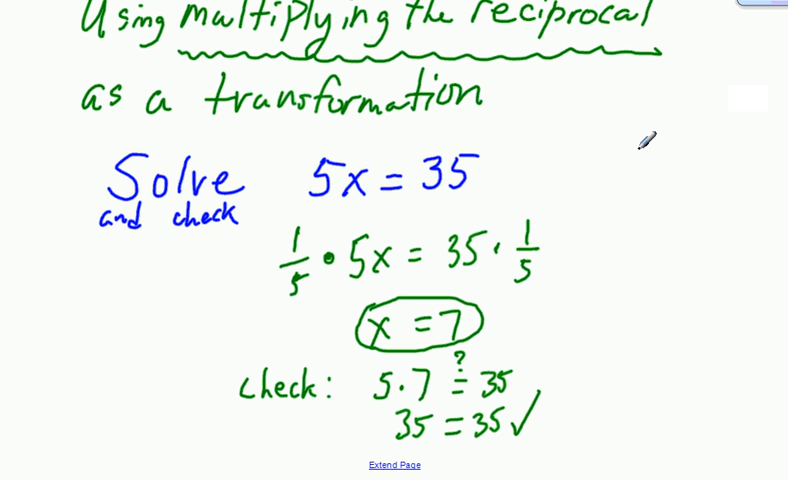 Using multiplying the reciprocal
as a transformation
Solve 5x = 35
and check
1/5 • 5x = 35 · 1/5
x = 7
check: 5·7 ≟ 35
35 = 35 ✓
Extend Page